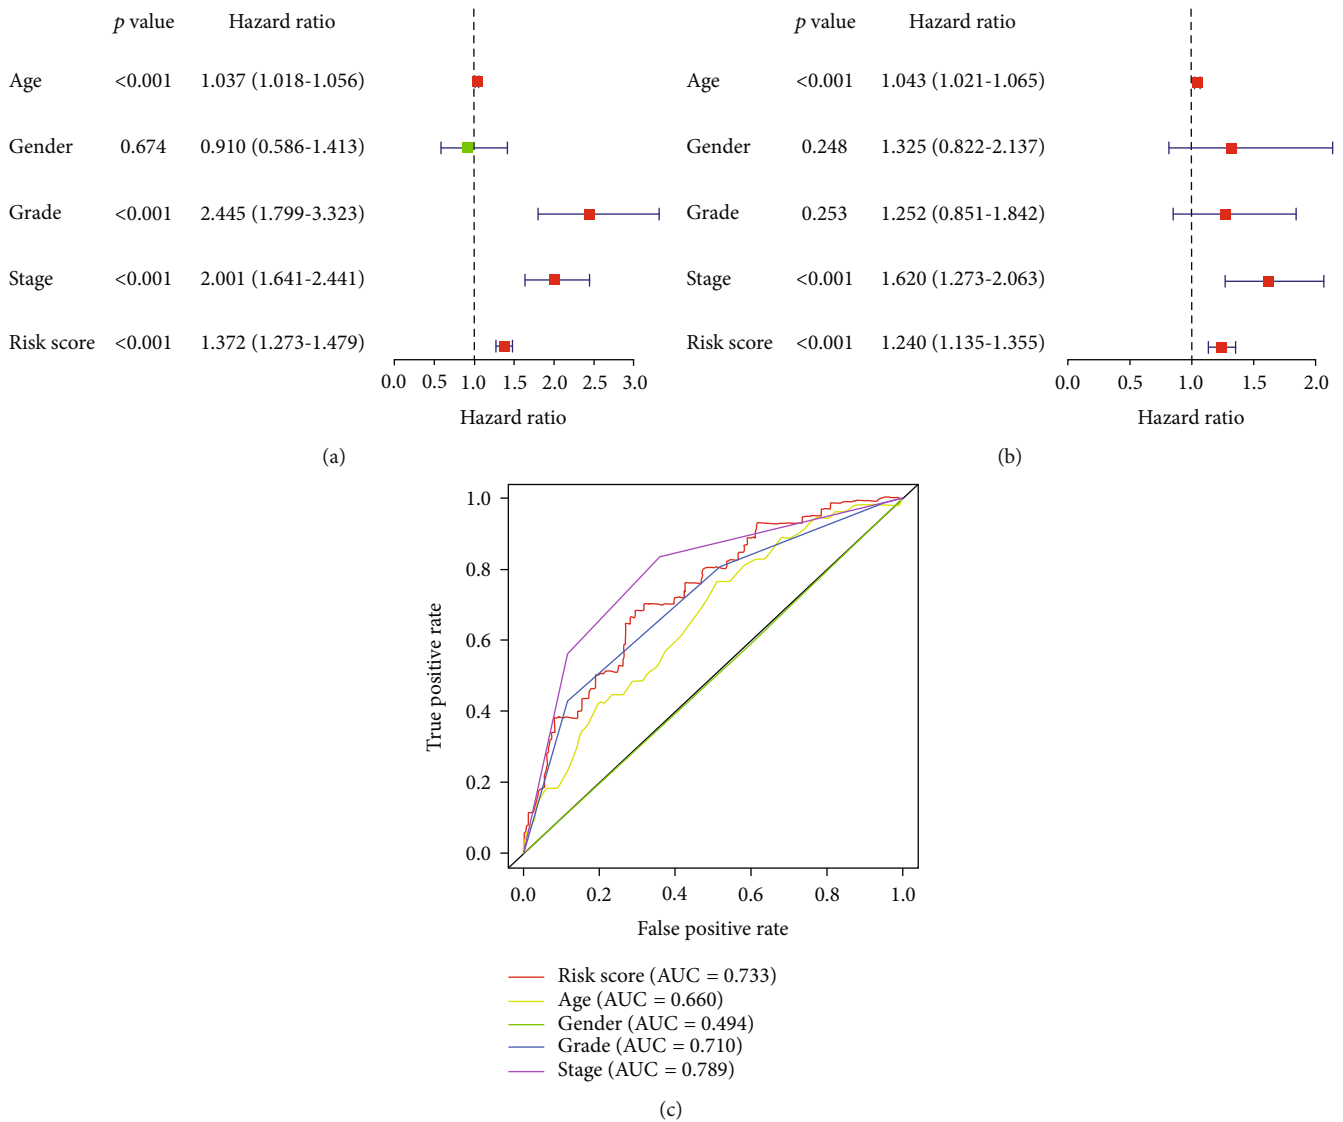 p value Hazard ratio
Age <0.001 1.037 (1.018-1.056)
Gender 0.674 0.910 (0.586-1.413)
Grade <0.001 2.445 (1.799-3.323)
Stage <0.001 2.001 (1.641-2.441)
Risk score <0.001 1.372 (1.273-1.479)
0.0 0.5 1.0 1.5 2.0 2.5 3.0
Hazard ratio
(a)
p value Hazard ratio
Age <0.001 1.043 (1.021-1.065)
Gender 0.248 1.325 (0.822-2.137)
Grade 0.253 1.252 (0.851-1.842)
Stage <0.001 1.620 (1.273-2.063)
Risk score <0.001 1.240 (1.135-1.355)
0.0 0.5 1.0 1.5 2.0
Hazard ratio
(b)
True positive rate
1.0
0.8
0.6
0.4
0.2
0.0
0.0 0.2 0.4 0.6 0.8 1.0
False positive rate
Risk score (AUC = 0.733)
Age (AUC = 0.660)
Gender (AUC = 0.494)
Grade (AUC = 0.710)
Stage (AUC = 0.789)
(c)